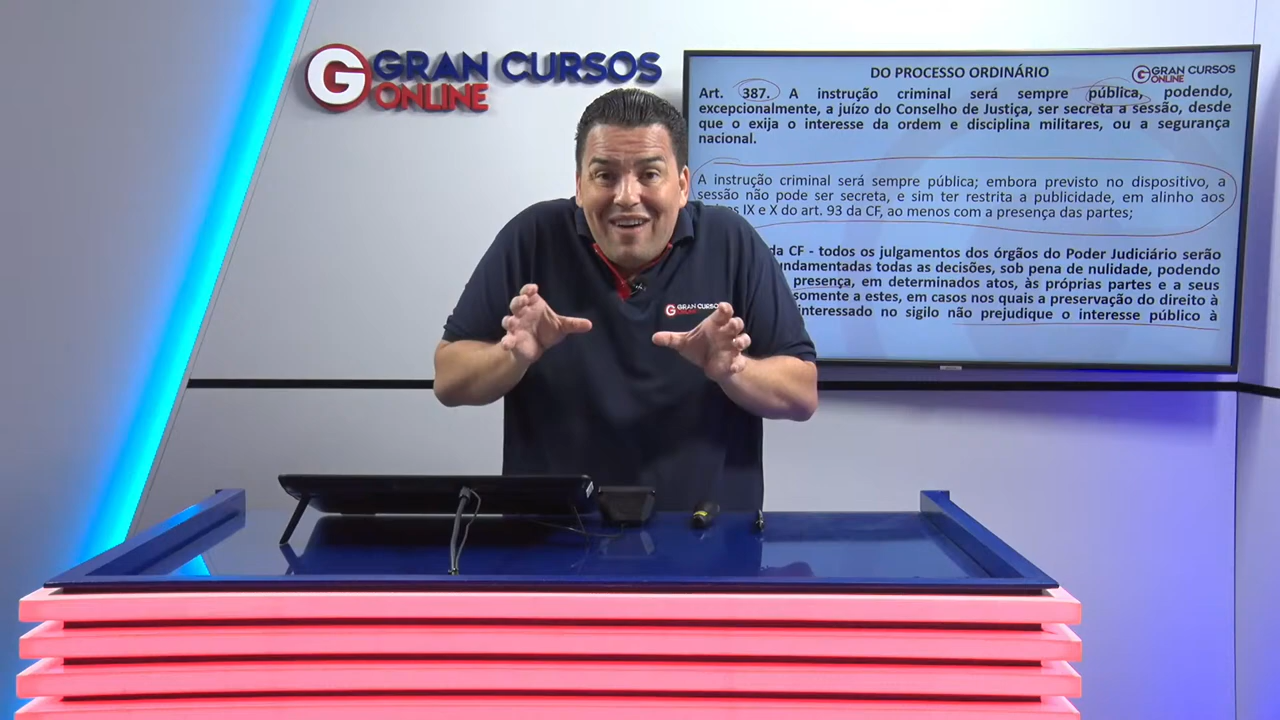 GRAN CURSOS
ONLINE
DO PROCESSO ORDINÁRIO
GRAN CURSOS
ONLINE
Art. 387. A instrução criminal será sempre pública, podendo,
excepcionalmente, a juízo do Conselho de Justiça, ser secreta a sessão, desde
que o exija o interesse da ordem e disciplina militares, ou a segurança
nacional.
A instrução criminal será sempre pública; embora previsto no dispositivo, a
sessão não pode ser secreta, e sim ter restrita a publicidade, em alinho aos
IX e X do art. 93 da CF, ao menos com a presença das partes;
da CF - todos os julgamentos dos órgãos do Poder Judiciário serão
fundamentadas todas as decisões, sob pena de nulidade, podendo
presença, em determinados atos, às próprias partes e a seus
somente a estes, em casos nos quais a preservação do direito à
interessado no sigilo não prejudique o interesse público à
GRAN CURSOS
ONLINE